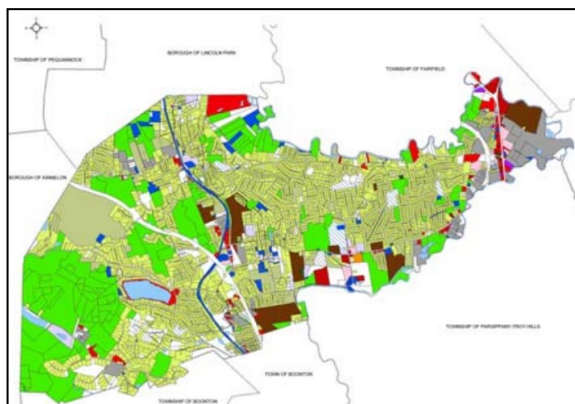 BOROUGH OF LINCOLN PARK
TOWNSHIP OF PEQUANNOCK
TOWNSHIP OF FAIRFIELD
BOROUGH OF KINNELON
TOWNSHIP OF PARSIPPANY-TROY HILLS
TOWN OF BOONTON
TOWNSHIP OF BOONTON